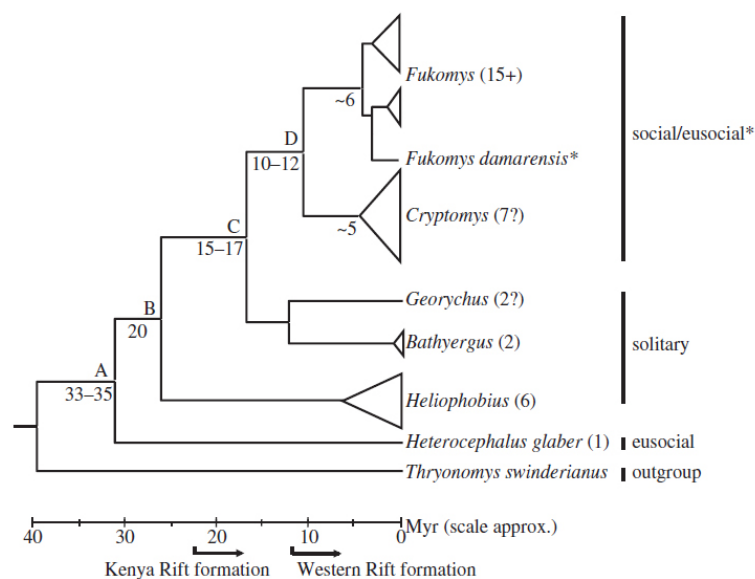 Fukomys (15+)
~6
D
social/eusocial*
10–12
Fukomys damarensis*
Cryptomys (7?)
C
~5
15–17
Georychus (2?)
B
20
Bathyergus (2)
solitary
A
33–35
Heliophobius (6)
Heterocephalus glaber (1)
eusocial
Thryonomys swinderianus
outgroup
40 30 20 10 0 Myr (scale approx.)
Kenya Rift formation
Western Rift formation